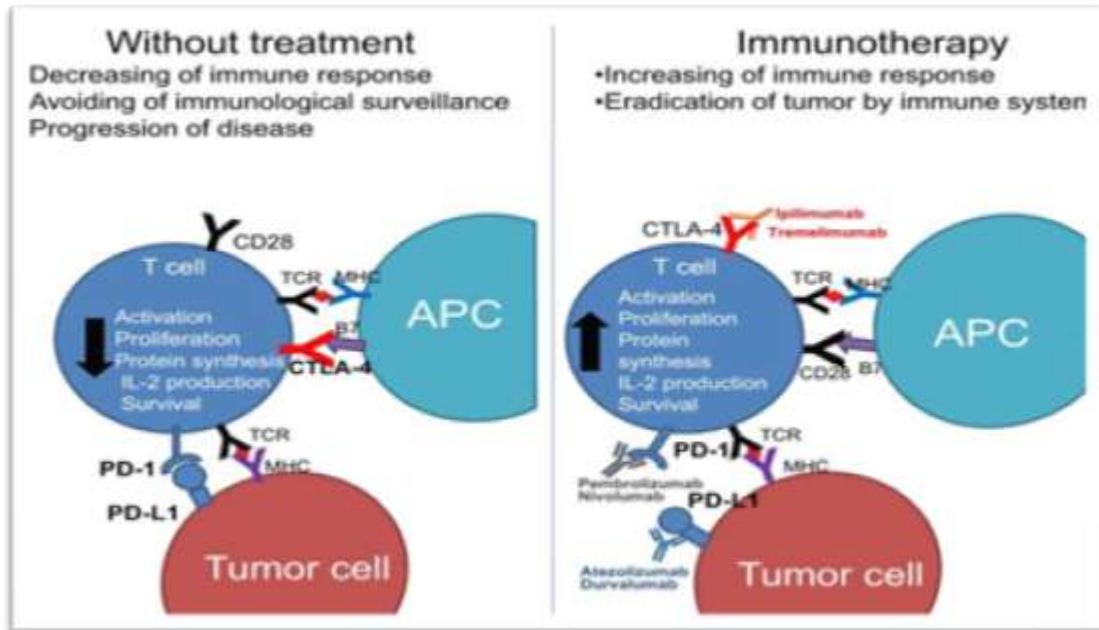 Without treatment
Decreasing of immune response
Avoiding of immunological surveillance
Progression of disease
CD28
T cell
TCR
MHC
APC
Activation
Proliferation
Protein synthesis
IL-2 production
Survival
B7
CTLA-4
TCR
PD-1
MHC
PD-L1
Tumor cell
Immunotherapy
•Increasing of immune response
•Eradication of tumor by immune system
CTLA-4
Ipilimumab
Tremelimumab
T cell
TCR
MHC
APC
Activation
Proliferation
Protein
synthesis
IL-2 production
Survival
CD28
B7
PD-1
TCR
MHC
Pembrolizumab
Nivolumab
PD-L1
Atezolizumab
Durvalumab
Tumor cell